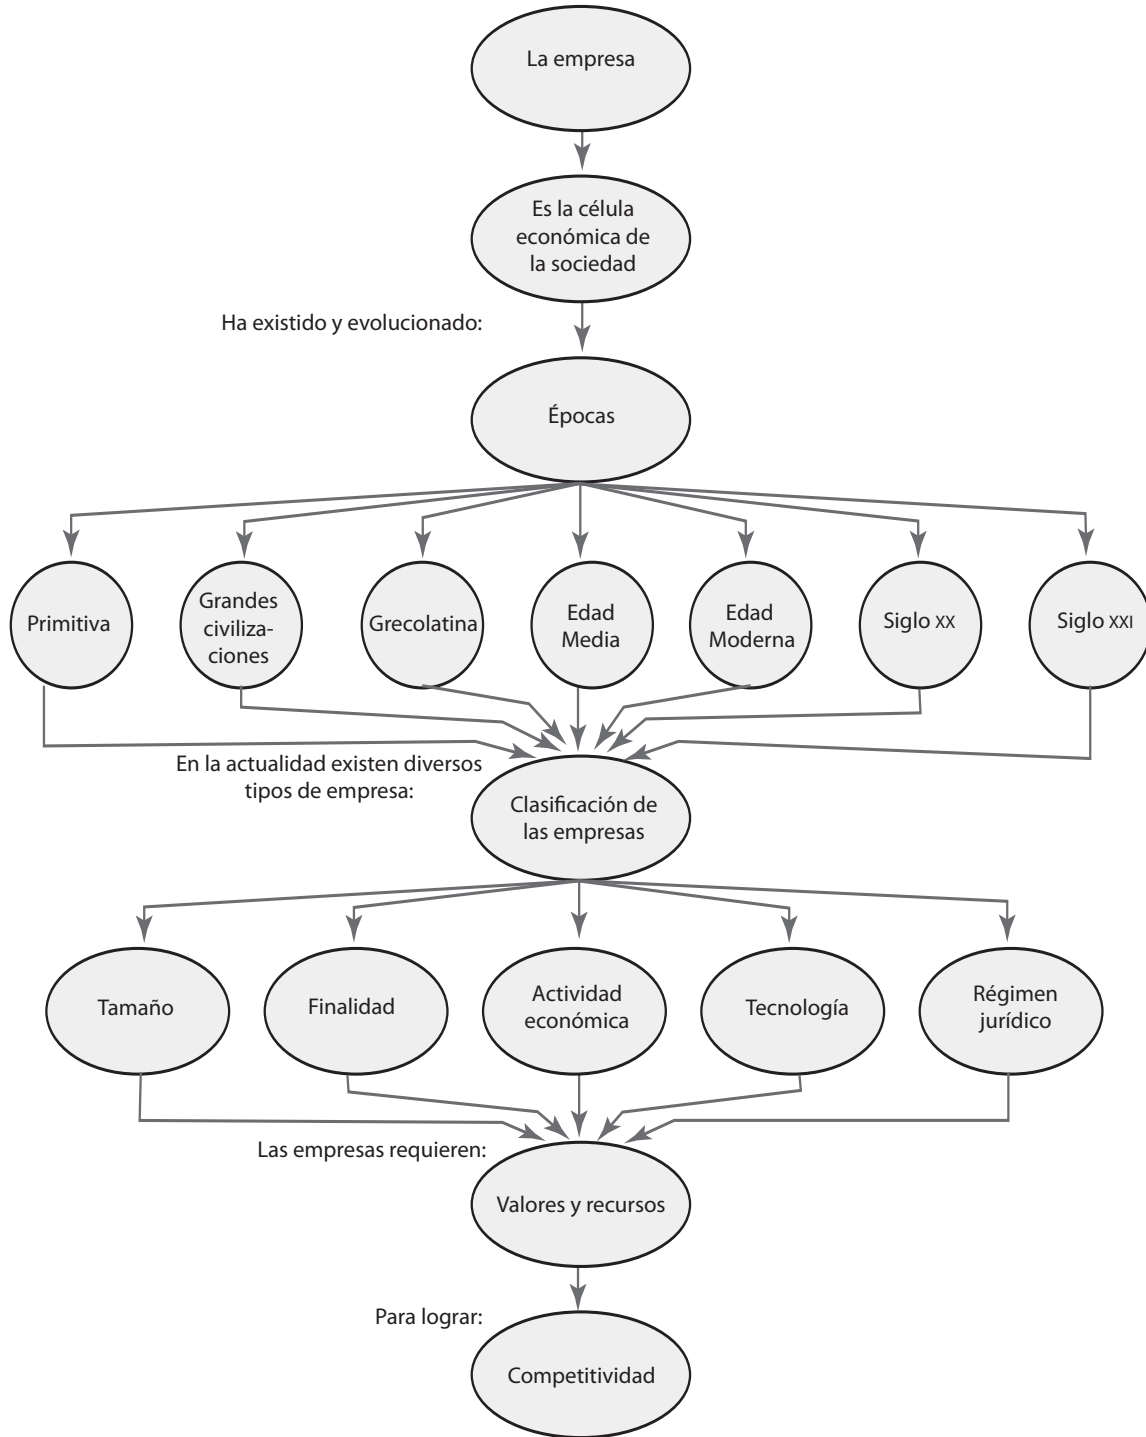 La empresa
Es la célula
económica de
la sociedad
Ha existido y evolucionado:
Épocas
Primitiva
Grandes
civiliza-
ciones
Grecolatina
Edad
Media
Edad
Moderna
Siglo XX
Siglo XXI
En la actualidad existen diversos
tipos de empresa:
Clasificación de
las empresas
Tamaño
Finalidad
Actividad
económica
Tecnología
Régimen
jurídico
Las empresas requieren:
Valores y recursos
Para lograr:
Competitividad